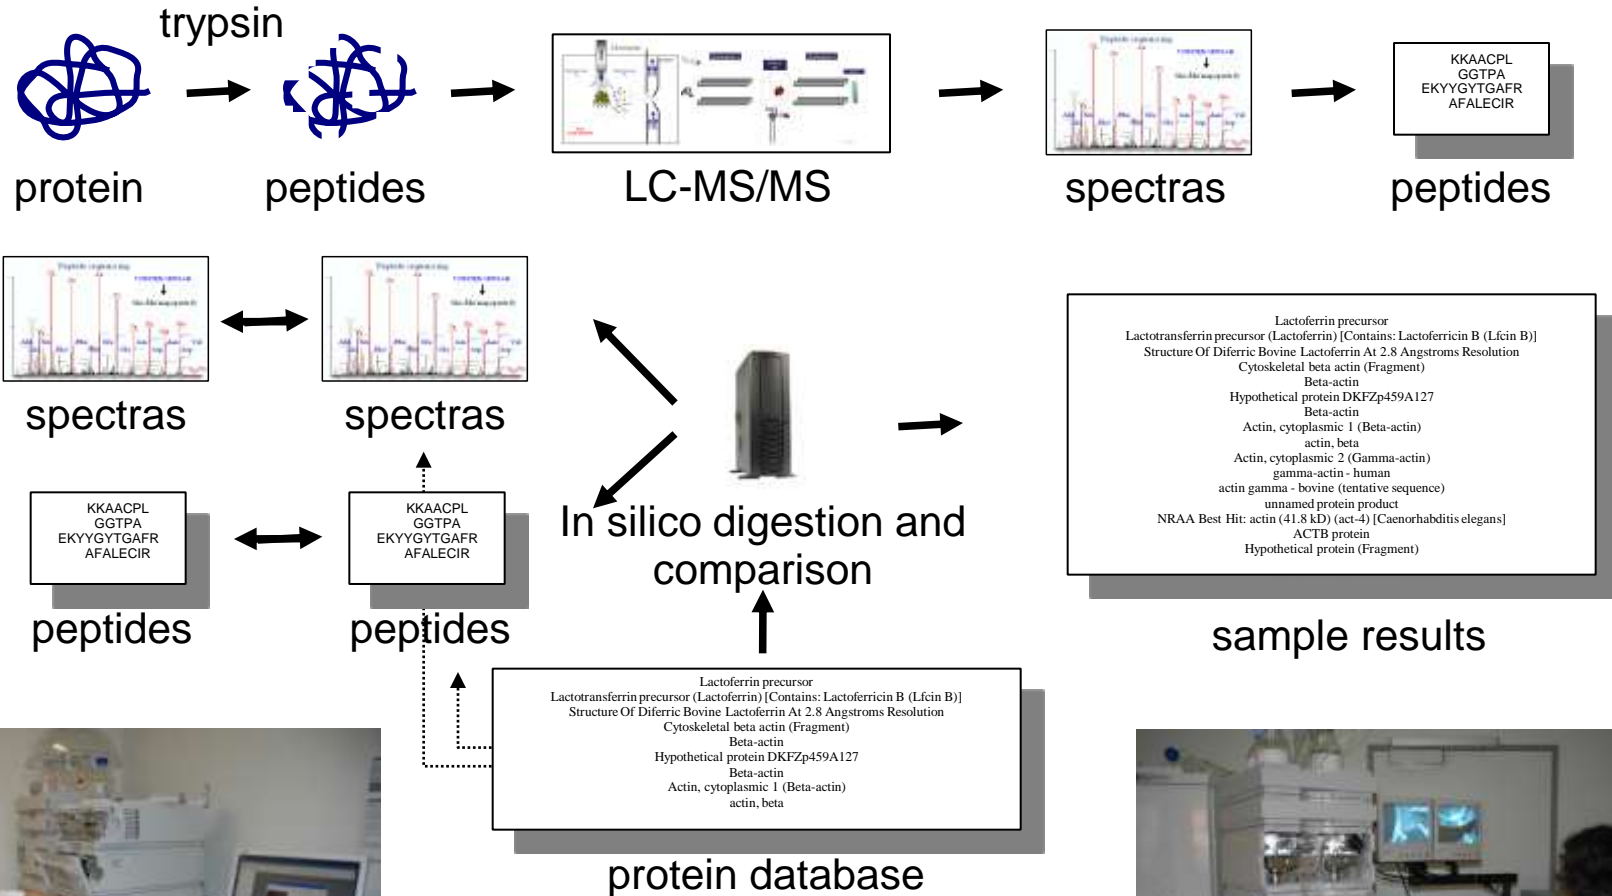 trypsin
protein
peptides
LC-MS/MS
spectras
KKAACPL
GGTPA
EKYYGYTGAFR
AFALECIR
peptides
spectras
spectras
KKAACPL
GGTPA
EKYYGYTGAFR
AFALECIR
peptides
KKAACPL
GGTPA
EKYYGYTGAFR
AFALECIR
peptides
In silico digestion and
comparison
Lactoferrin precursor
Lactotransferrin precursor (Lactoferrin) [Contains: Lactoferricin B (Lfcin B)]
Structure Of Diferric Bovine Lactoferrin At 2.8 Angstroms Resolution
Cytoskeletal beta actin (Fragment)
Beta-actin
Hypothetical protein DKFZp459A127
Beta-actin
Actin, cytoplasmic 1 (Beta-actin)
actin, beta
Actin, cytoplasmic 2 (Gamma-actin)
gamma-actin - human
actin gamma - bovine (tentative sequence)
unnamed protein product
NRAA Best Hit: actin (41.8 kD) (act-4) [Caenorhabditis elegans]
ACTB protein
Hypothetical protein (Fragment)
sample results
Lactoferrin precursor
Lactotransferrin precursor (Lactoferrin) [Contains: Lactoferricin B (Lfcin B)]
Structure Of Diferric Bovine Lactoferrin At 2.8 Angstroms Resolution
Cytoskeletal beta actin (Fragment)
Beta-actin
Hypothetical protein DKFZp459A127
Beta-actin
Actin, cytoplasmic 1 (Beta-actin)
actin, beta
protein database